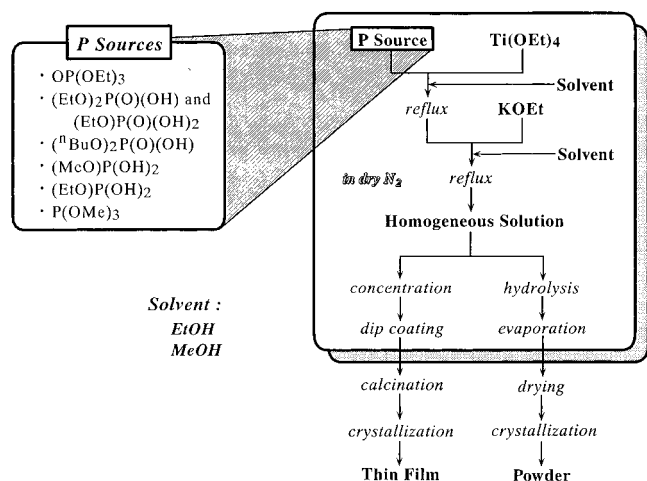 P Sources
· OP(OEt)3
· (EtO)2P(O)(OH) and
(EtO)P(O)(OH)2
· (nBuO)2P(O)(OH)
· (McO)P(OH)2
· (EtO)P(OH)2
· P(OMe)3
Solvent :
EtOH
MeOH
P Source
Ti(OEt)4
Solvent
reflux
KOEt
Solvent
in dry N2
reflux
Homogeneous Solution
concentration
hydrolysis
dip coating
evaporation
calcination
drying
crystallization
crystallization
Thin Film
Powder